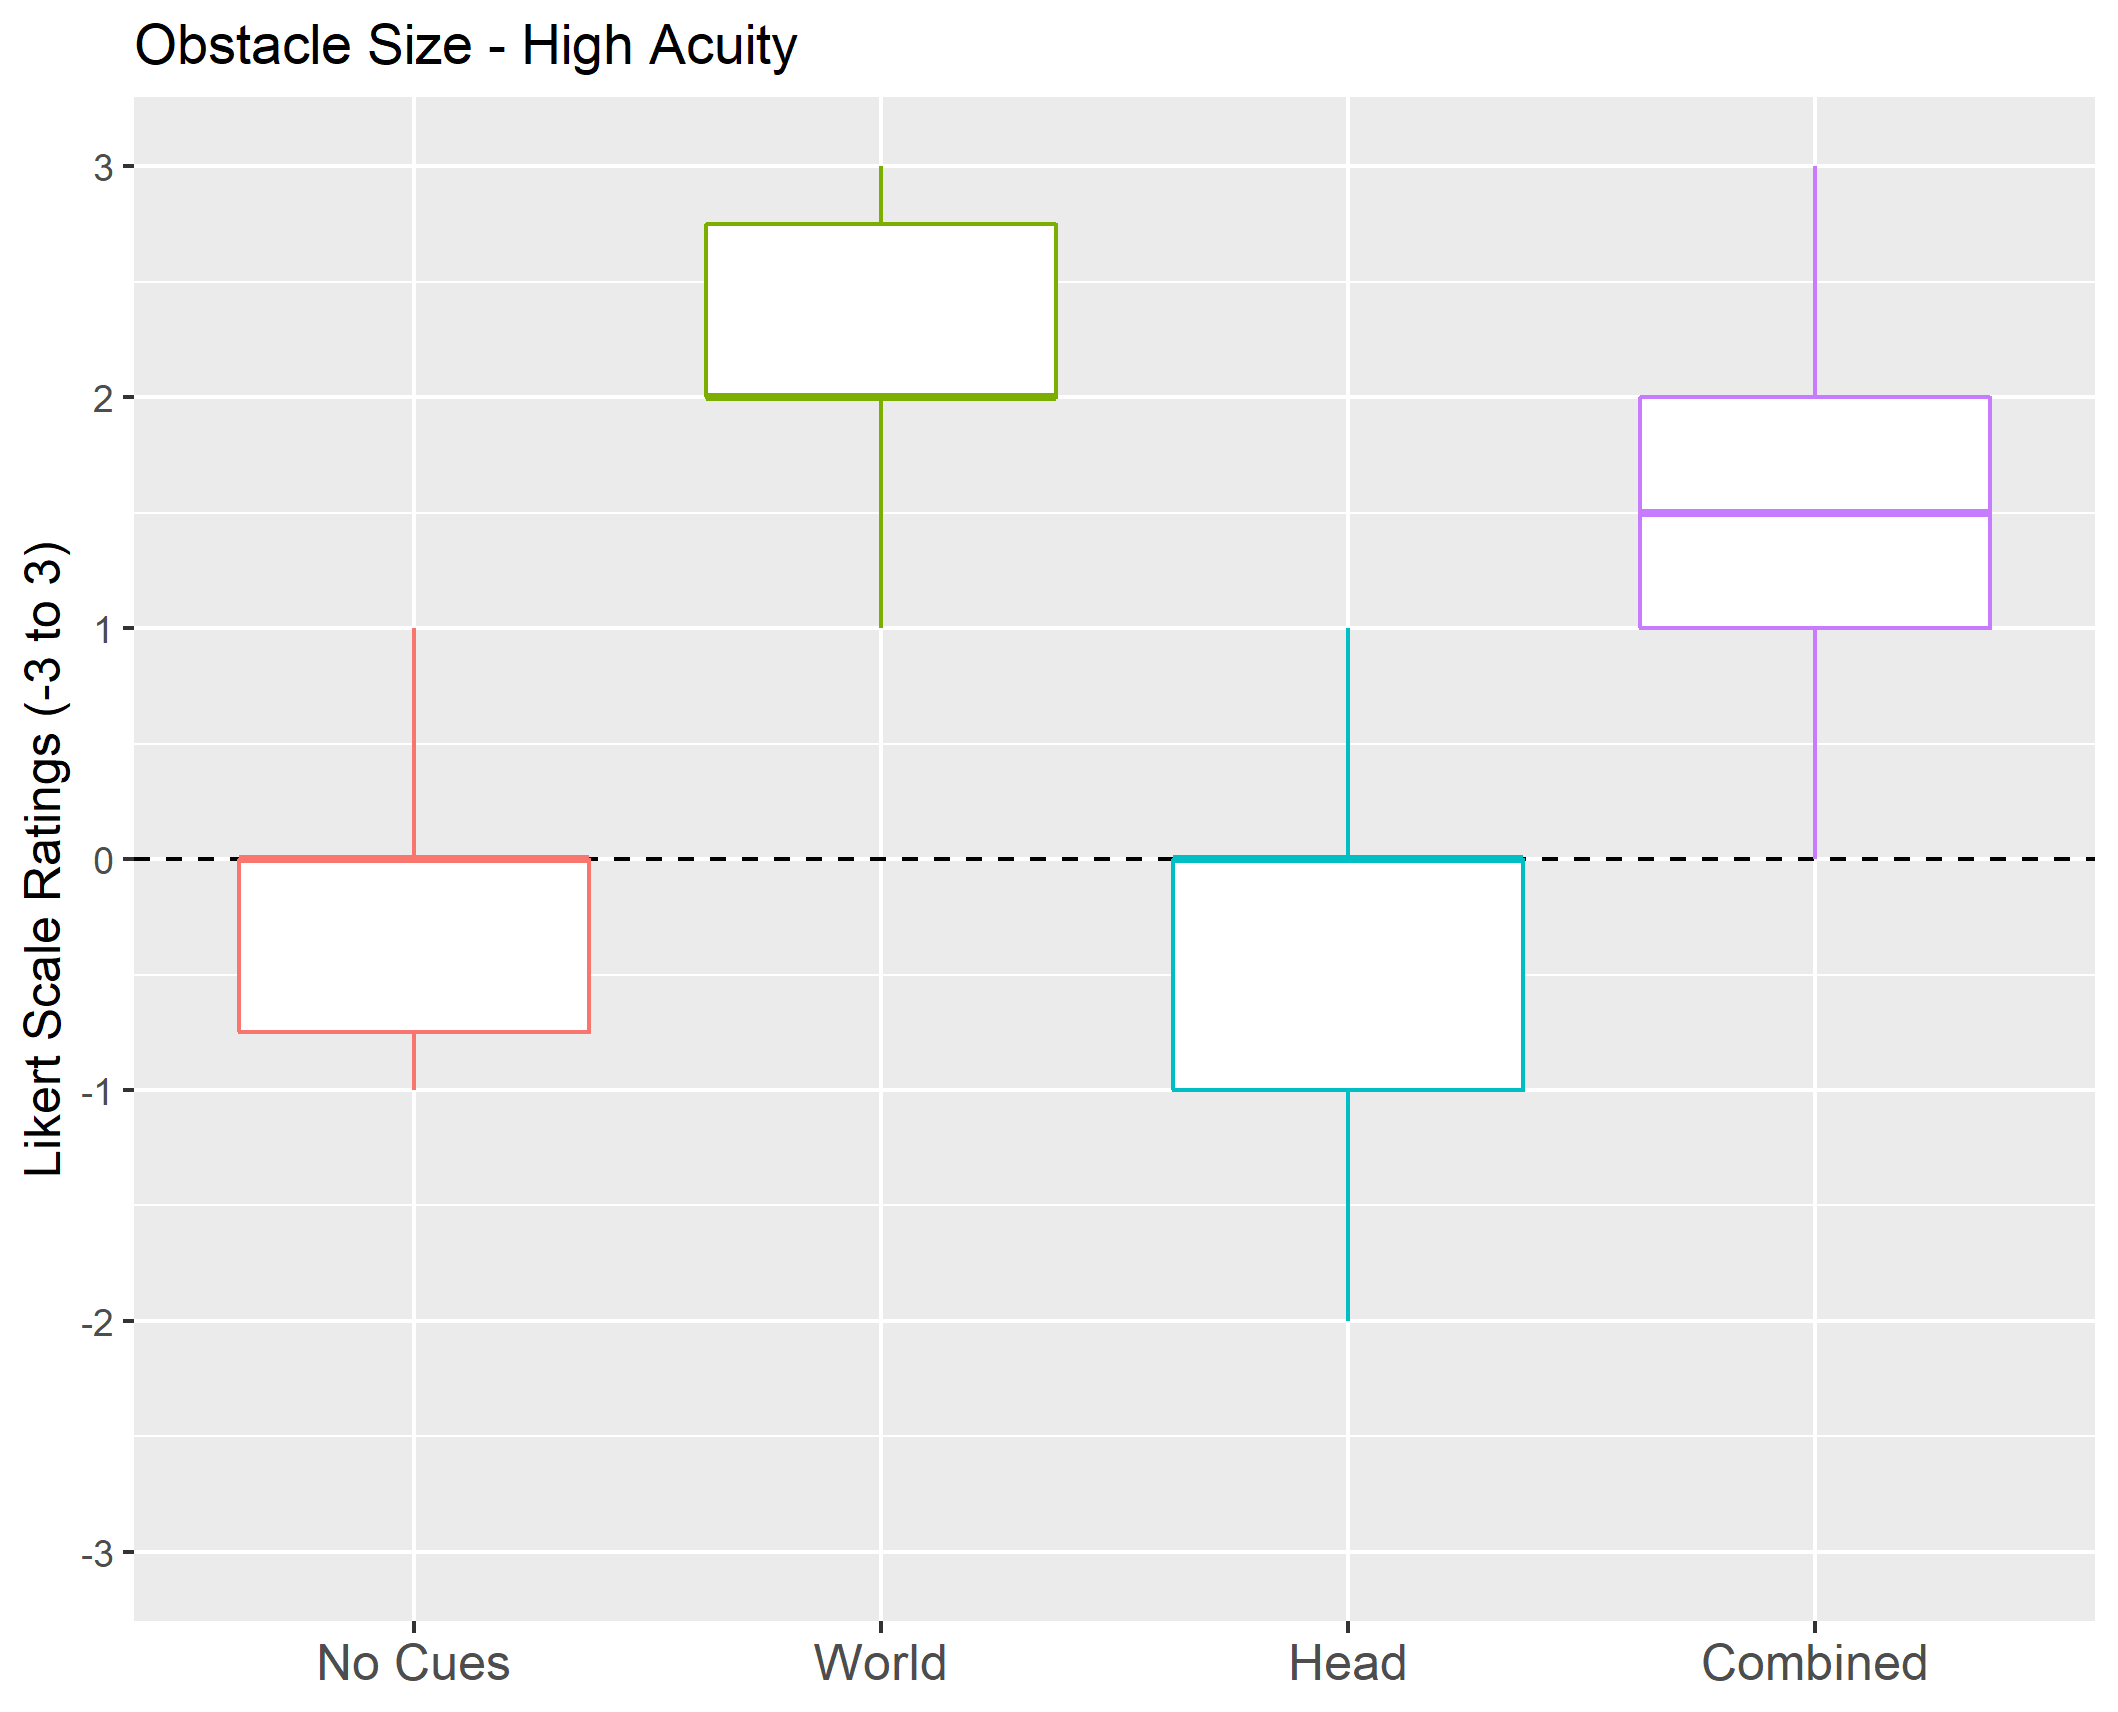 Obstacle Size - High Acuity
Likert Scale Ratings (-3 to 3)
3
2
1
0
-1
-2
-3
No Cues
World
Head
Combined